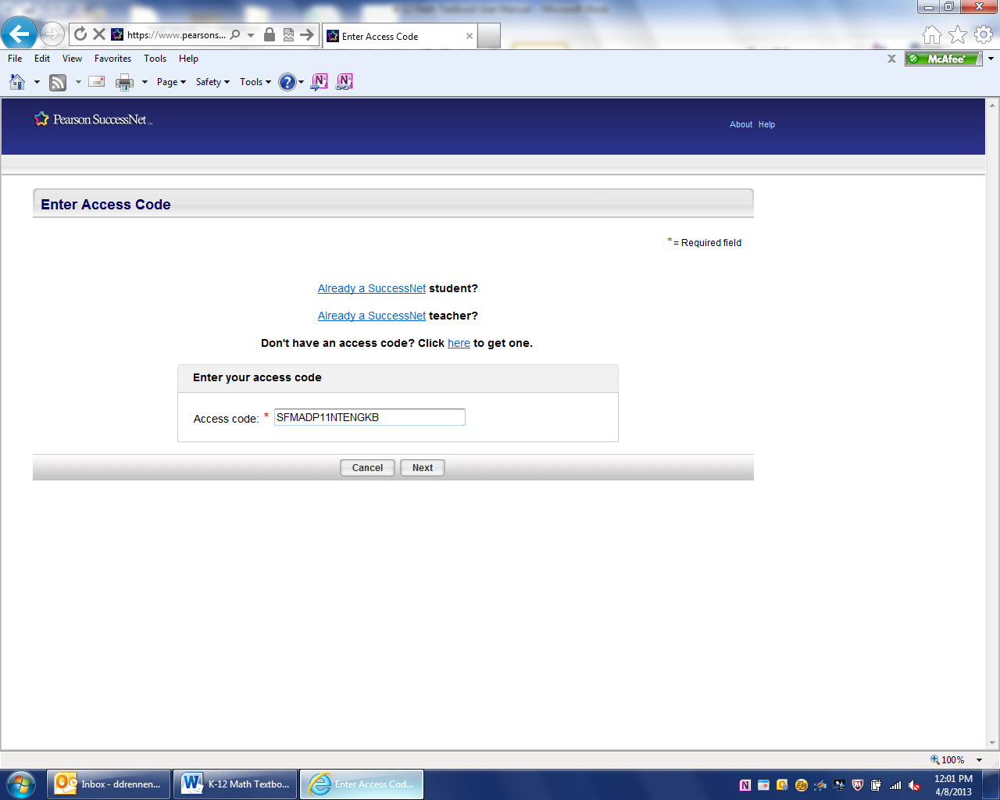 https://www.pearsons...
Enter Access Code
File Edit View Favorites Tools Help
X McAfee
Page Safety Tools
Pearson SuccessNet™
About Help
Enter Access Code
* = Required field
Already a SuccessNet student?
Already a SuccessNet teacher?
Don't have an access code? Click here to get one.
Enter your access code
Access code: * SFMADP11NTENGKB
Cancel Next
100%
Inbox - ddrennen... K-12 Math Textbo... Enter Access Cod...
12:01 PM
4/8/2013